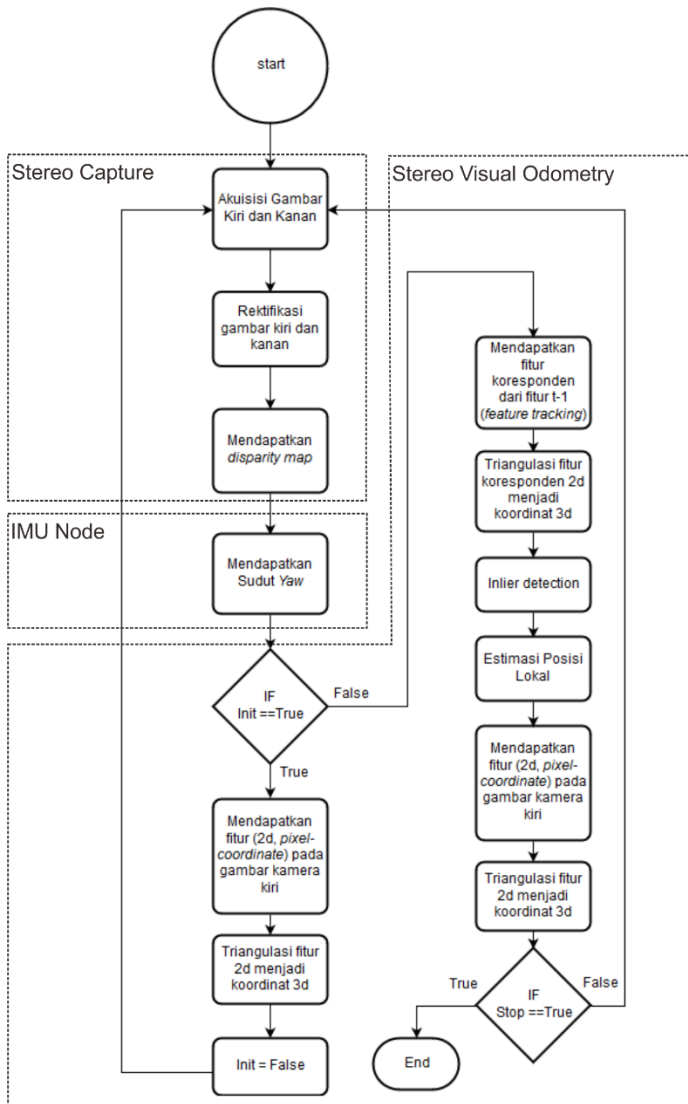 start
Stereo Capture
Akuisisi Gambar
Kiri dan Kanan
Rektifikasi
gambar kiri dan
kanan
Mendapatkan
disparity map
IMU Node
Mendapatkan
Sudut Yaw
Stereo Visual Odometry
IF
Init ==True
False
True
Mendapatkan
fitur (2d, pixel-
coordinate) pada
gambar kamera
kiri
Triangulasi fitur
2d menjadi
koordinat 3d
Init = False
Mendapatkan
fitur
koresponden
dari fitur t-1
(feature tracking)
Triangulasi fitur
koresponden 2d
menjadi
koordinat 3d
Inlier detection
Estimasi Posisi
Lokal
Mendapatkan
fitur (2d, pixel-
coordinate) pada
gambar kamera
kiri
Triangulasi fitur
2d menjadi
koordinat 3d
IF
Stop ==True
True
False
End